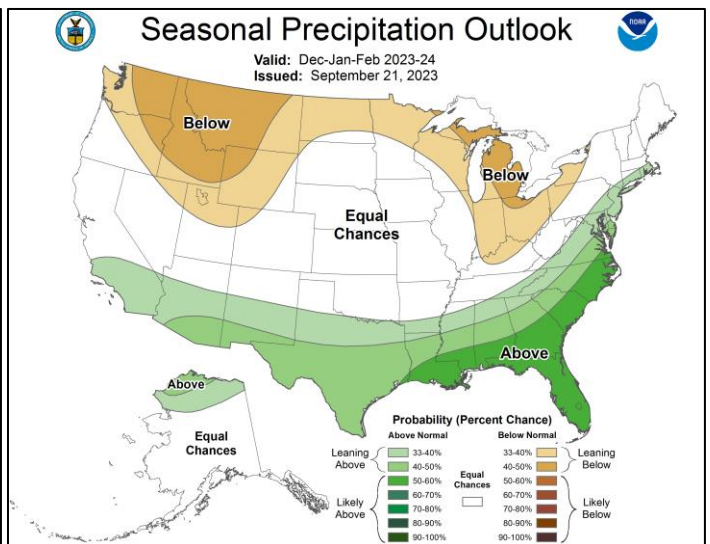 Seasonal Precipitation Outlook
NOAA
Valid: Dec-Jan-Feb 2023-24
Issued: September 21, 2023
Below
Below
Equal
Chances
Above
Above
Equal
Chances
Probability (Percent Chance)
Above Normal
Below Normal
Leaning
Above
33-40%
40-50%
Likely
Above
50-60%
60-70%
70-80%
80-90%
90-100%
Equal
Chances
33-40%
40-50%
Leaning
Below
50-60%
60-70%
70-80%
80-90%
90-100%
Likely
Below